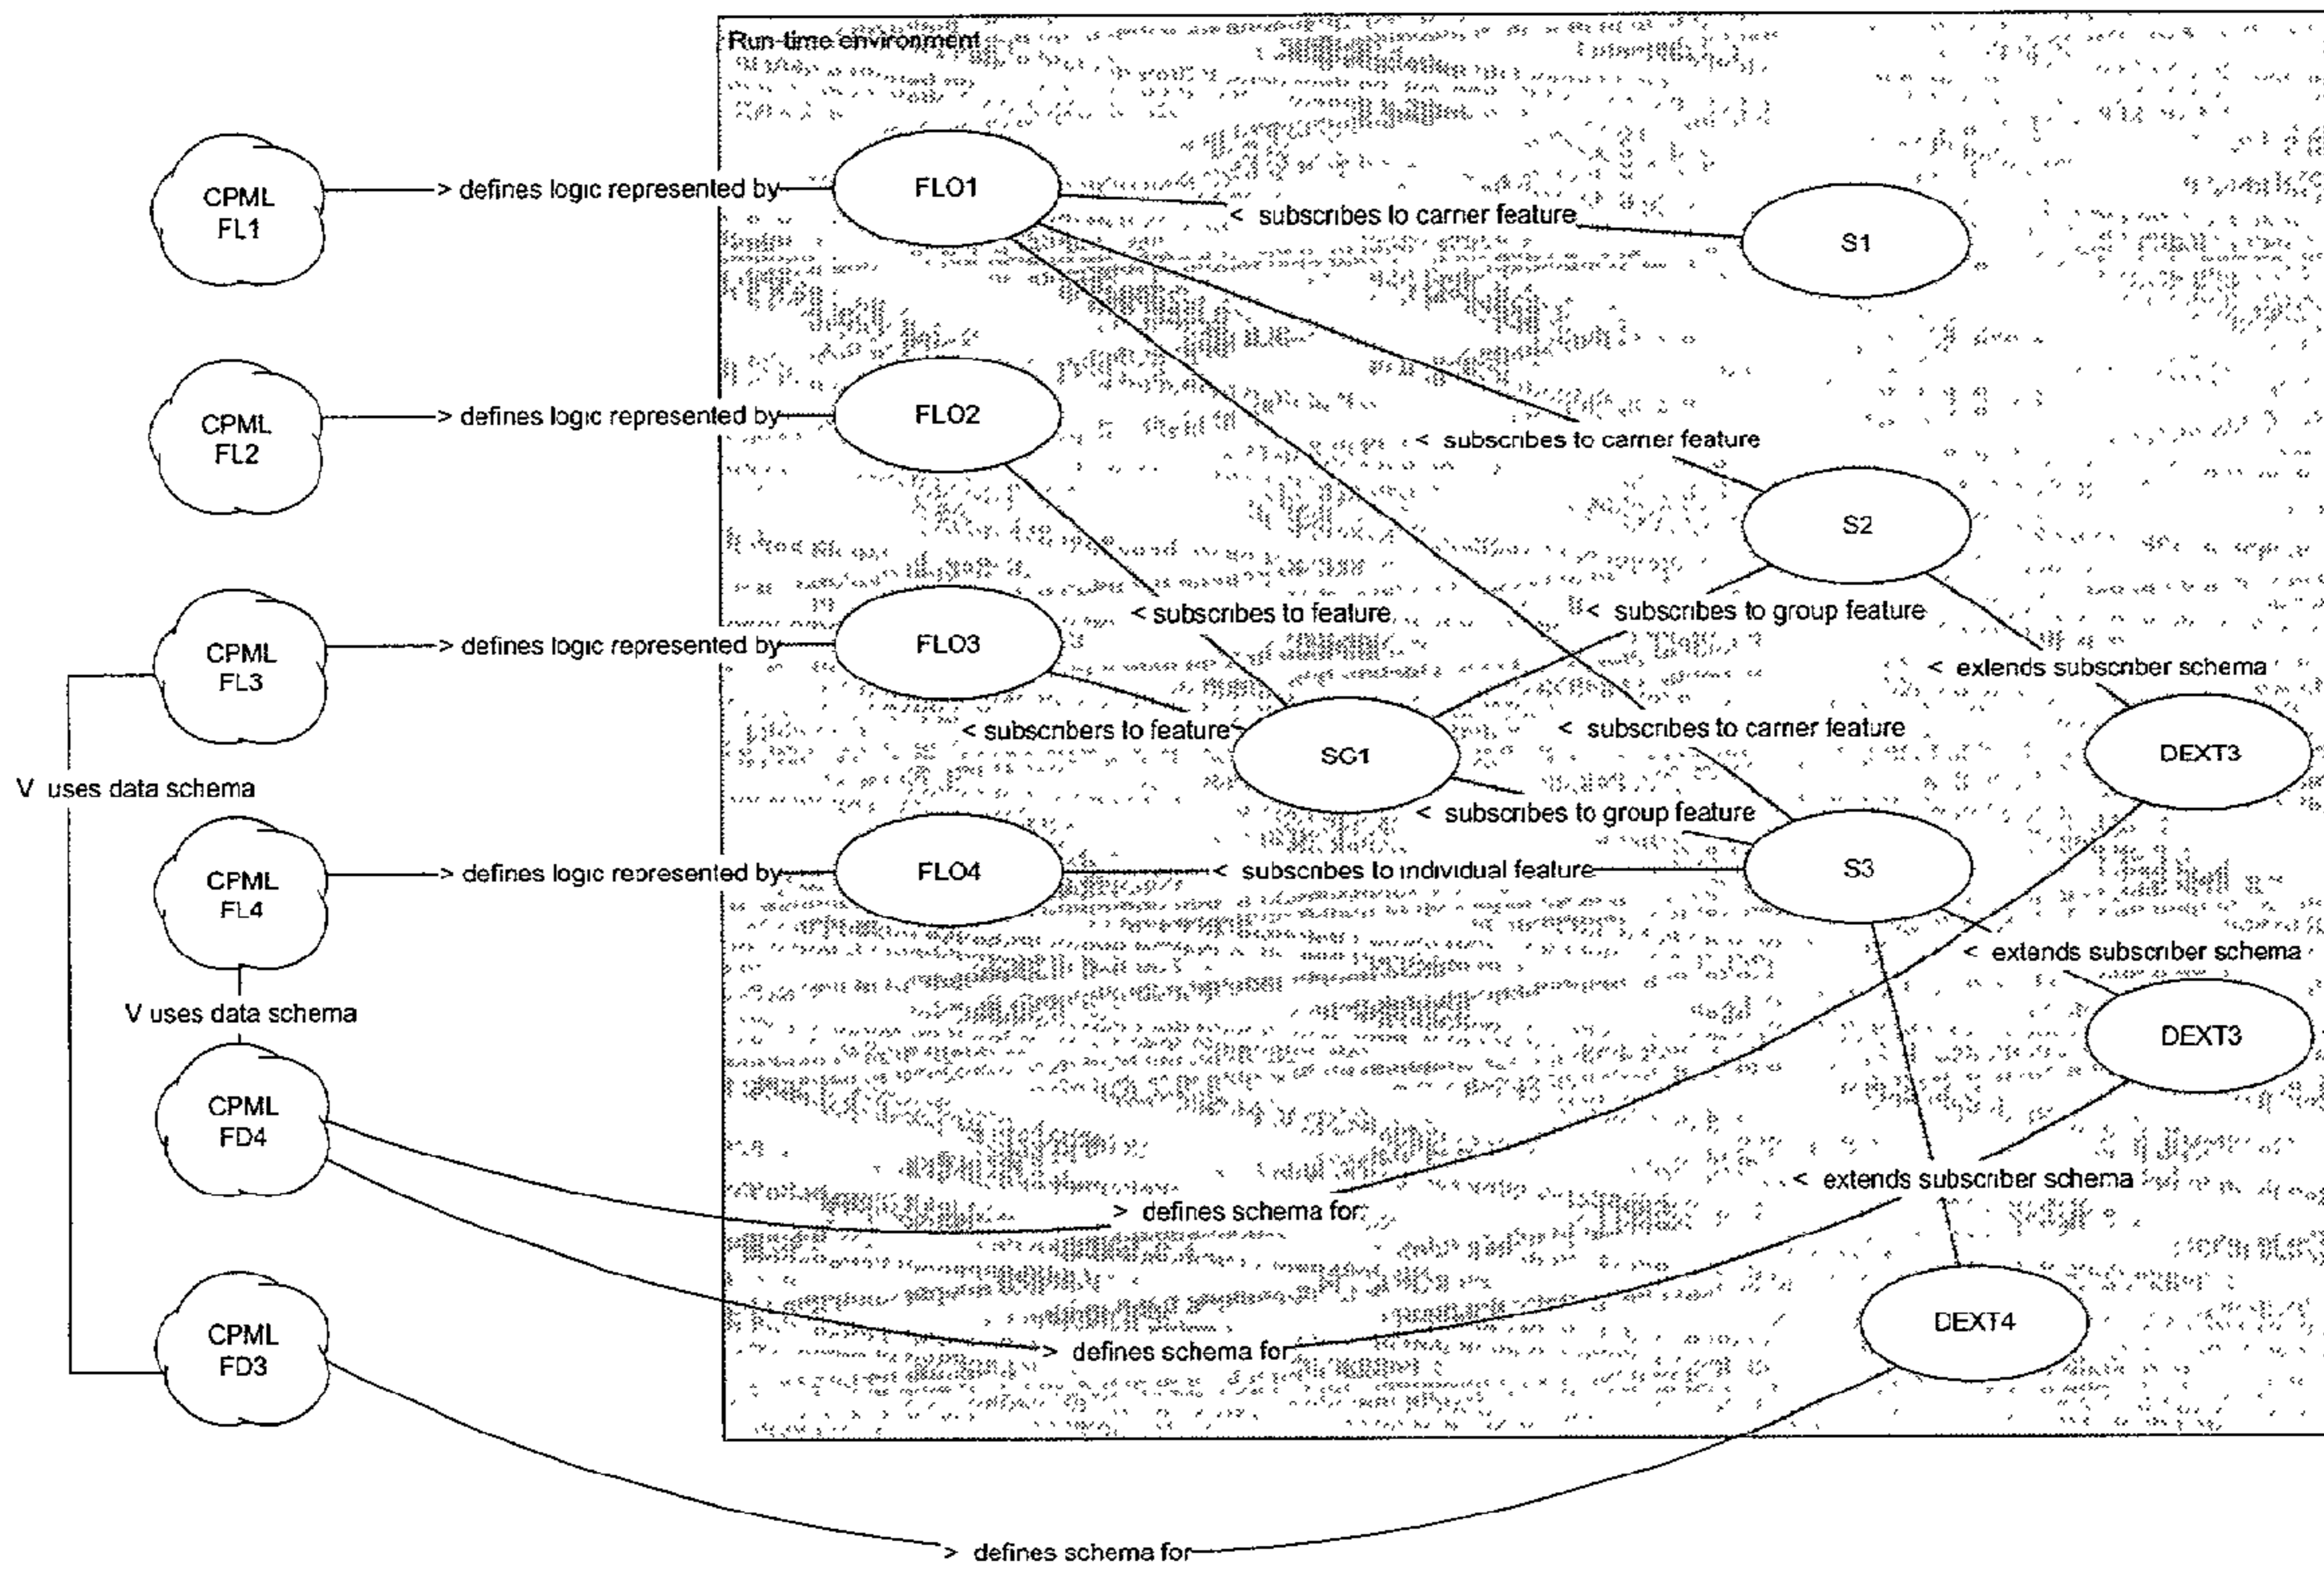 Run-time environment
CPML
FL1
> defines logic represented by
FLO1
< subscribes to carrier feature
S1
CPML
FL2
> defines logic represented by
FLO2
< subscribes to carrier feature
S2
CPML
FL3
> defines logic represented by
FLO3
< subscribes to feature
< subscribes to group feature
< extends subscriber schema
< subscribers to feature
SG1
< subscribes to carrier feature
DEXT3
V uses data schema
< subscribes to group feature
CPML
FL4
> defines logic represented by
FLO4
< subscribes to individual feature
S3
< extends subscriber schema
V uses data schema
DEXT3
CPML
FD4
< extends subscriber schema
> defines schema for
CPML
FD3
> defines schema for
DEXT4
> defines schema for